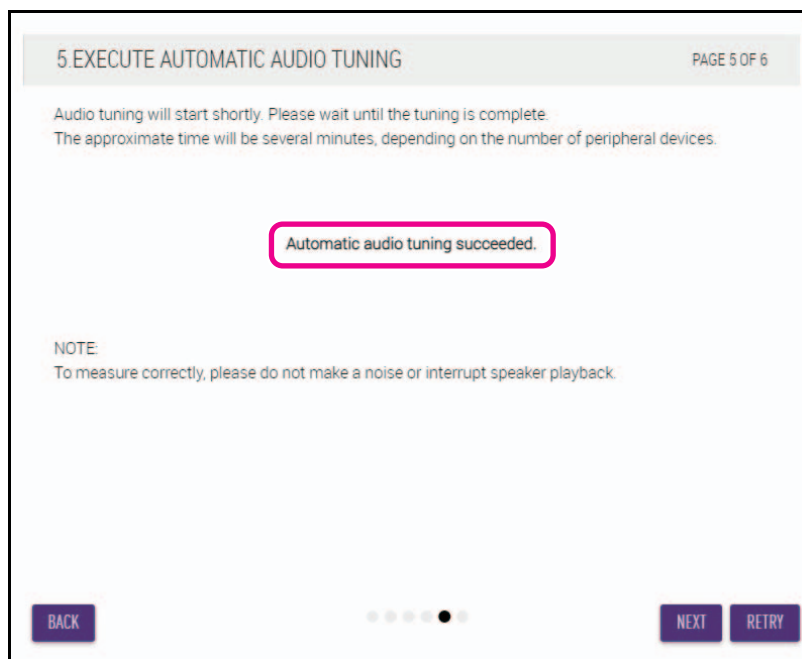 5.EXECUTE AUTOMATIC AUDIO TUNING PAGE 5 OF 6
Audio tuning will start shortly. Please wait until the tuning is complete.
The approximate time will be several minutes, depending on the number of peripheral devices.
Automatic audio tuning succeeded.
NOTE:
To measure correctly, please do not make a noise or interrupt speaker playback.
BACK NEXT RETRY